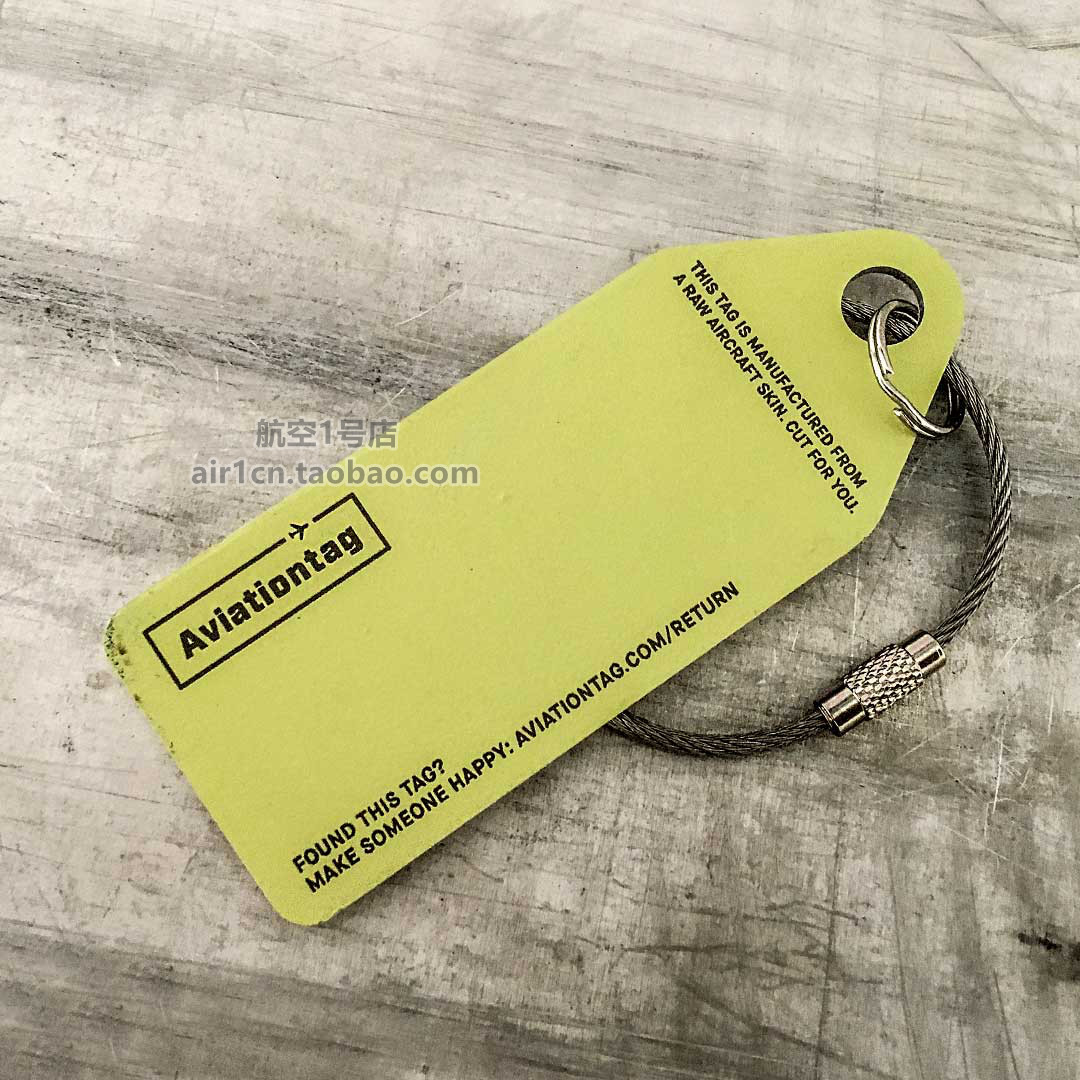 THIS TAG IS MANUFACTURED FROM
A RAW AIRCRAFT SKIN. CUT FOR YOU.
航空1号店
air1cn.taobao.com
Aviationtag
FOUND THIS TAG?
MAKE SOMEONE HAPPY: AVIATIONTAG.COM/RETURN